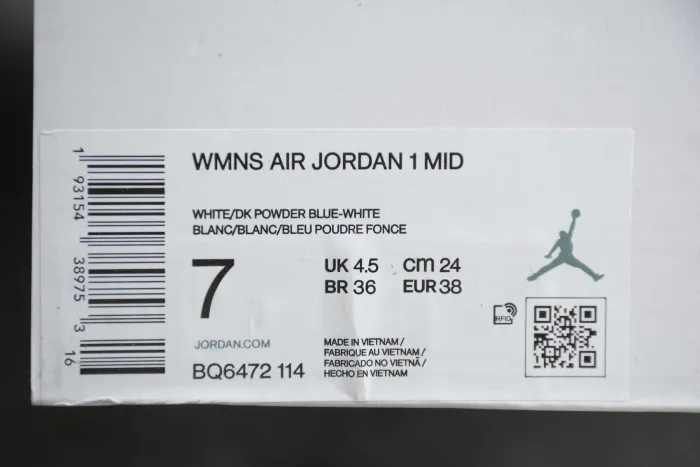 WMNS AIR JORDAN 1 MID
WHITE/DK POWDER BLUE-WHITE
BLANC/BLANC/BLEU POUDRE FONCE
7
UK 4.5 cm 24
BR 36 EUR 38
JORDAN.COM
BQ6472 114
MADE IN VIETNAM /
FABRIQUE AU VIETNAM /
FABRICADO NO VIETNÃ /
HECHO EN VIETNAM
RFID
1 93154 38975 3
16